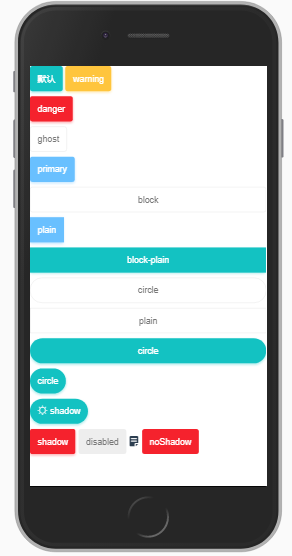 默认 warning
danger
ghost
primary
block
plain
block-plain
circle
plain
circle
circle
shadow
shadow disabled noShadow